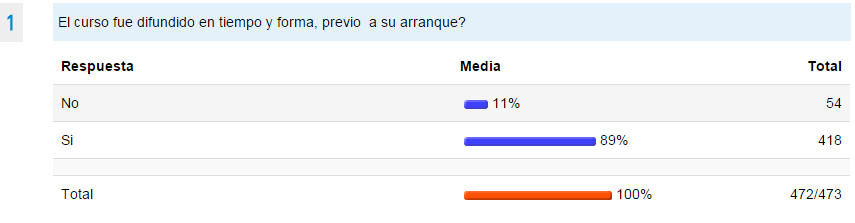 1
El curso fue difundido en tiempo y forma, previo a su arranque?
Respuesta Media Total
No 11% 54
Si 89% 418
Total 100% 472/473